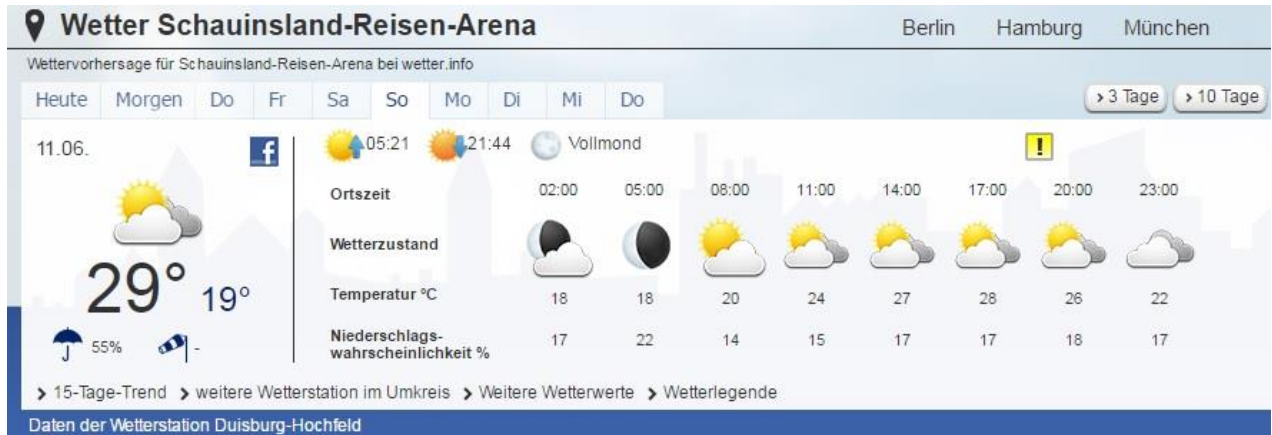 Wetter Schauinsland-Reisen-Arena
Berlin Hamburg München
Wettervorhersage für Schauinsland-Reisen-Arena bei wetter.info
Heute Morgen Do Fr Sa So Mo Di Mi Do
› 3 Tage › 10 Tage
11.06. f 05:21 21:44 Vollmond !
Ortszeit 02:00 05:00 08:00 11:00 14:00 17:00 20:00 23:00
Wetterzustand
29° 19°
Temperatur °C 18 18 20 24 27 28 26 22
55% -
Niederschlags-
wahrscheinlichkeit % 17 22 14 15 17 17 18 17
› 15-Tage-Trend › weitere Wetterstation im Umkreis › Weitere Wetterwerte › Wetterlegende
Daten der Wetterstation Duisburg-Hochfeld